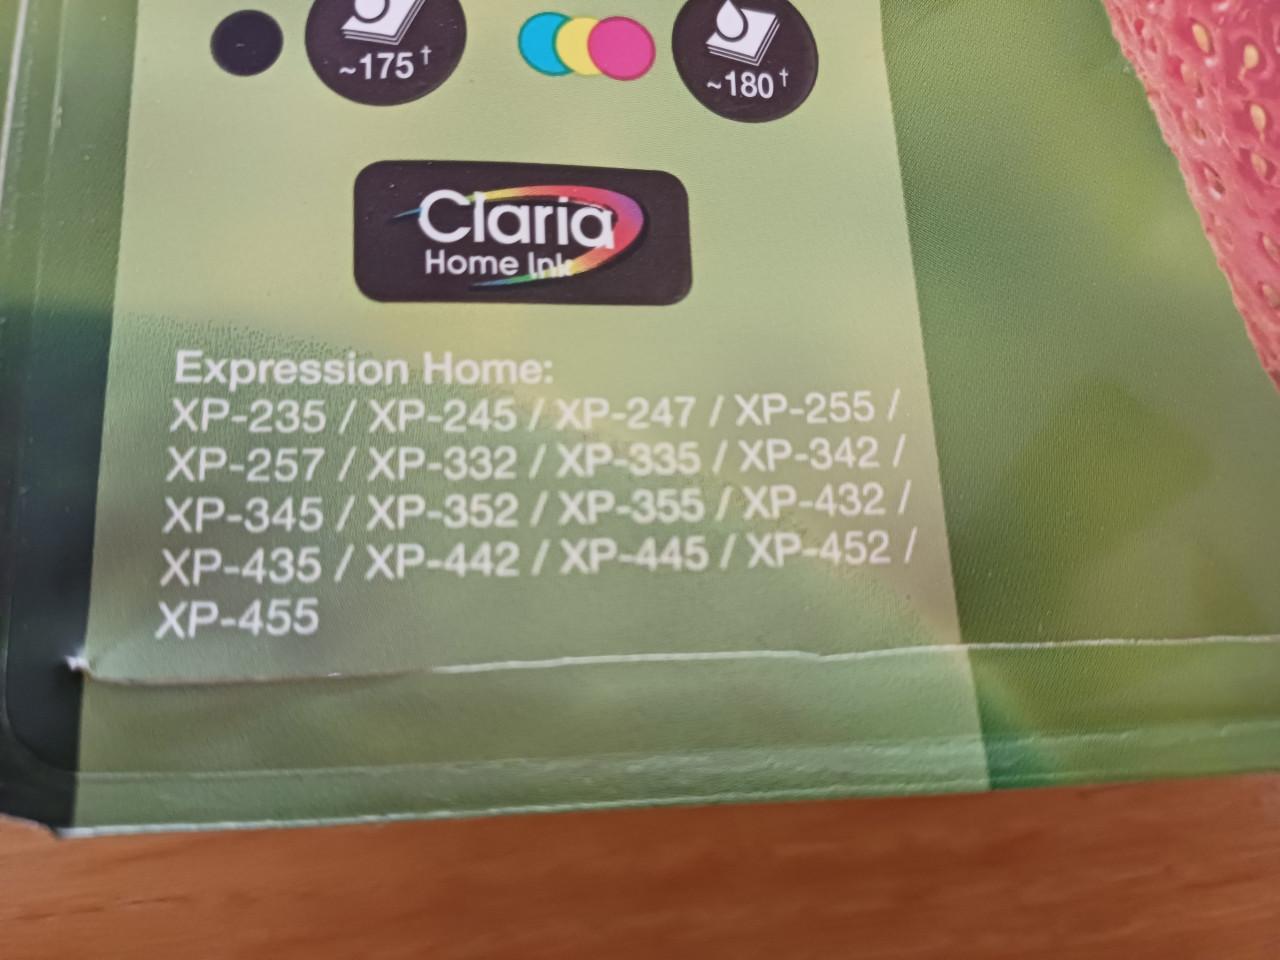 ~175† ~180†
Claria
Home Ink
Expression Home:
XP-235 / XP-245 / XP-247 / XP-255 /
XP-257 / XP-332 / XP-335 / XP-342 /
XP-345 / XP-352 / XP-355 / XP-432 /
XP-435 / XP-442 / XP-445 / XP-452 /
XP-455